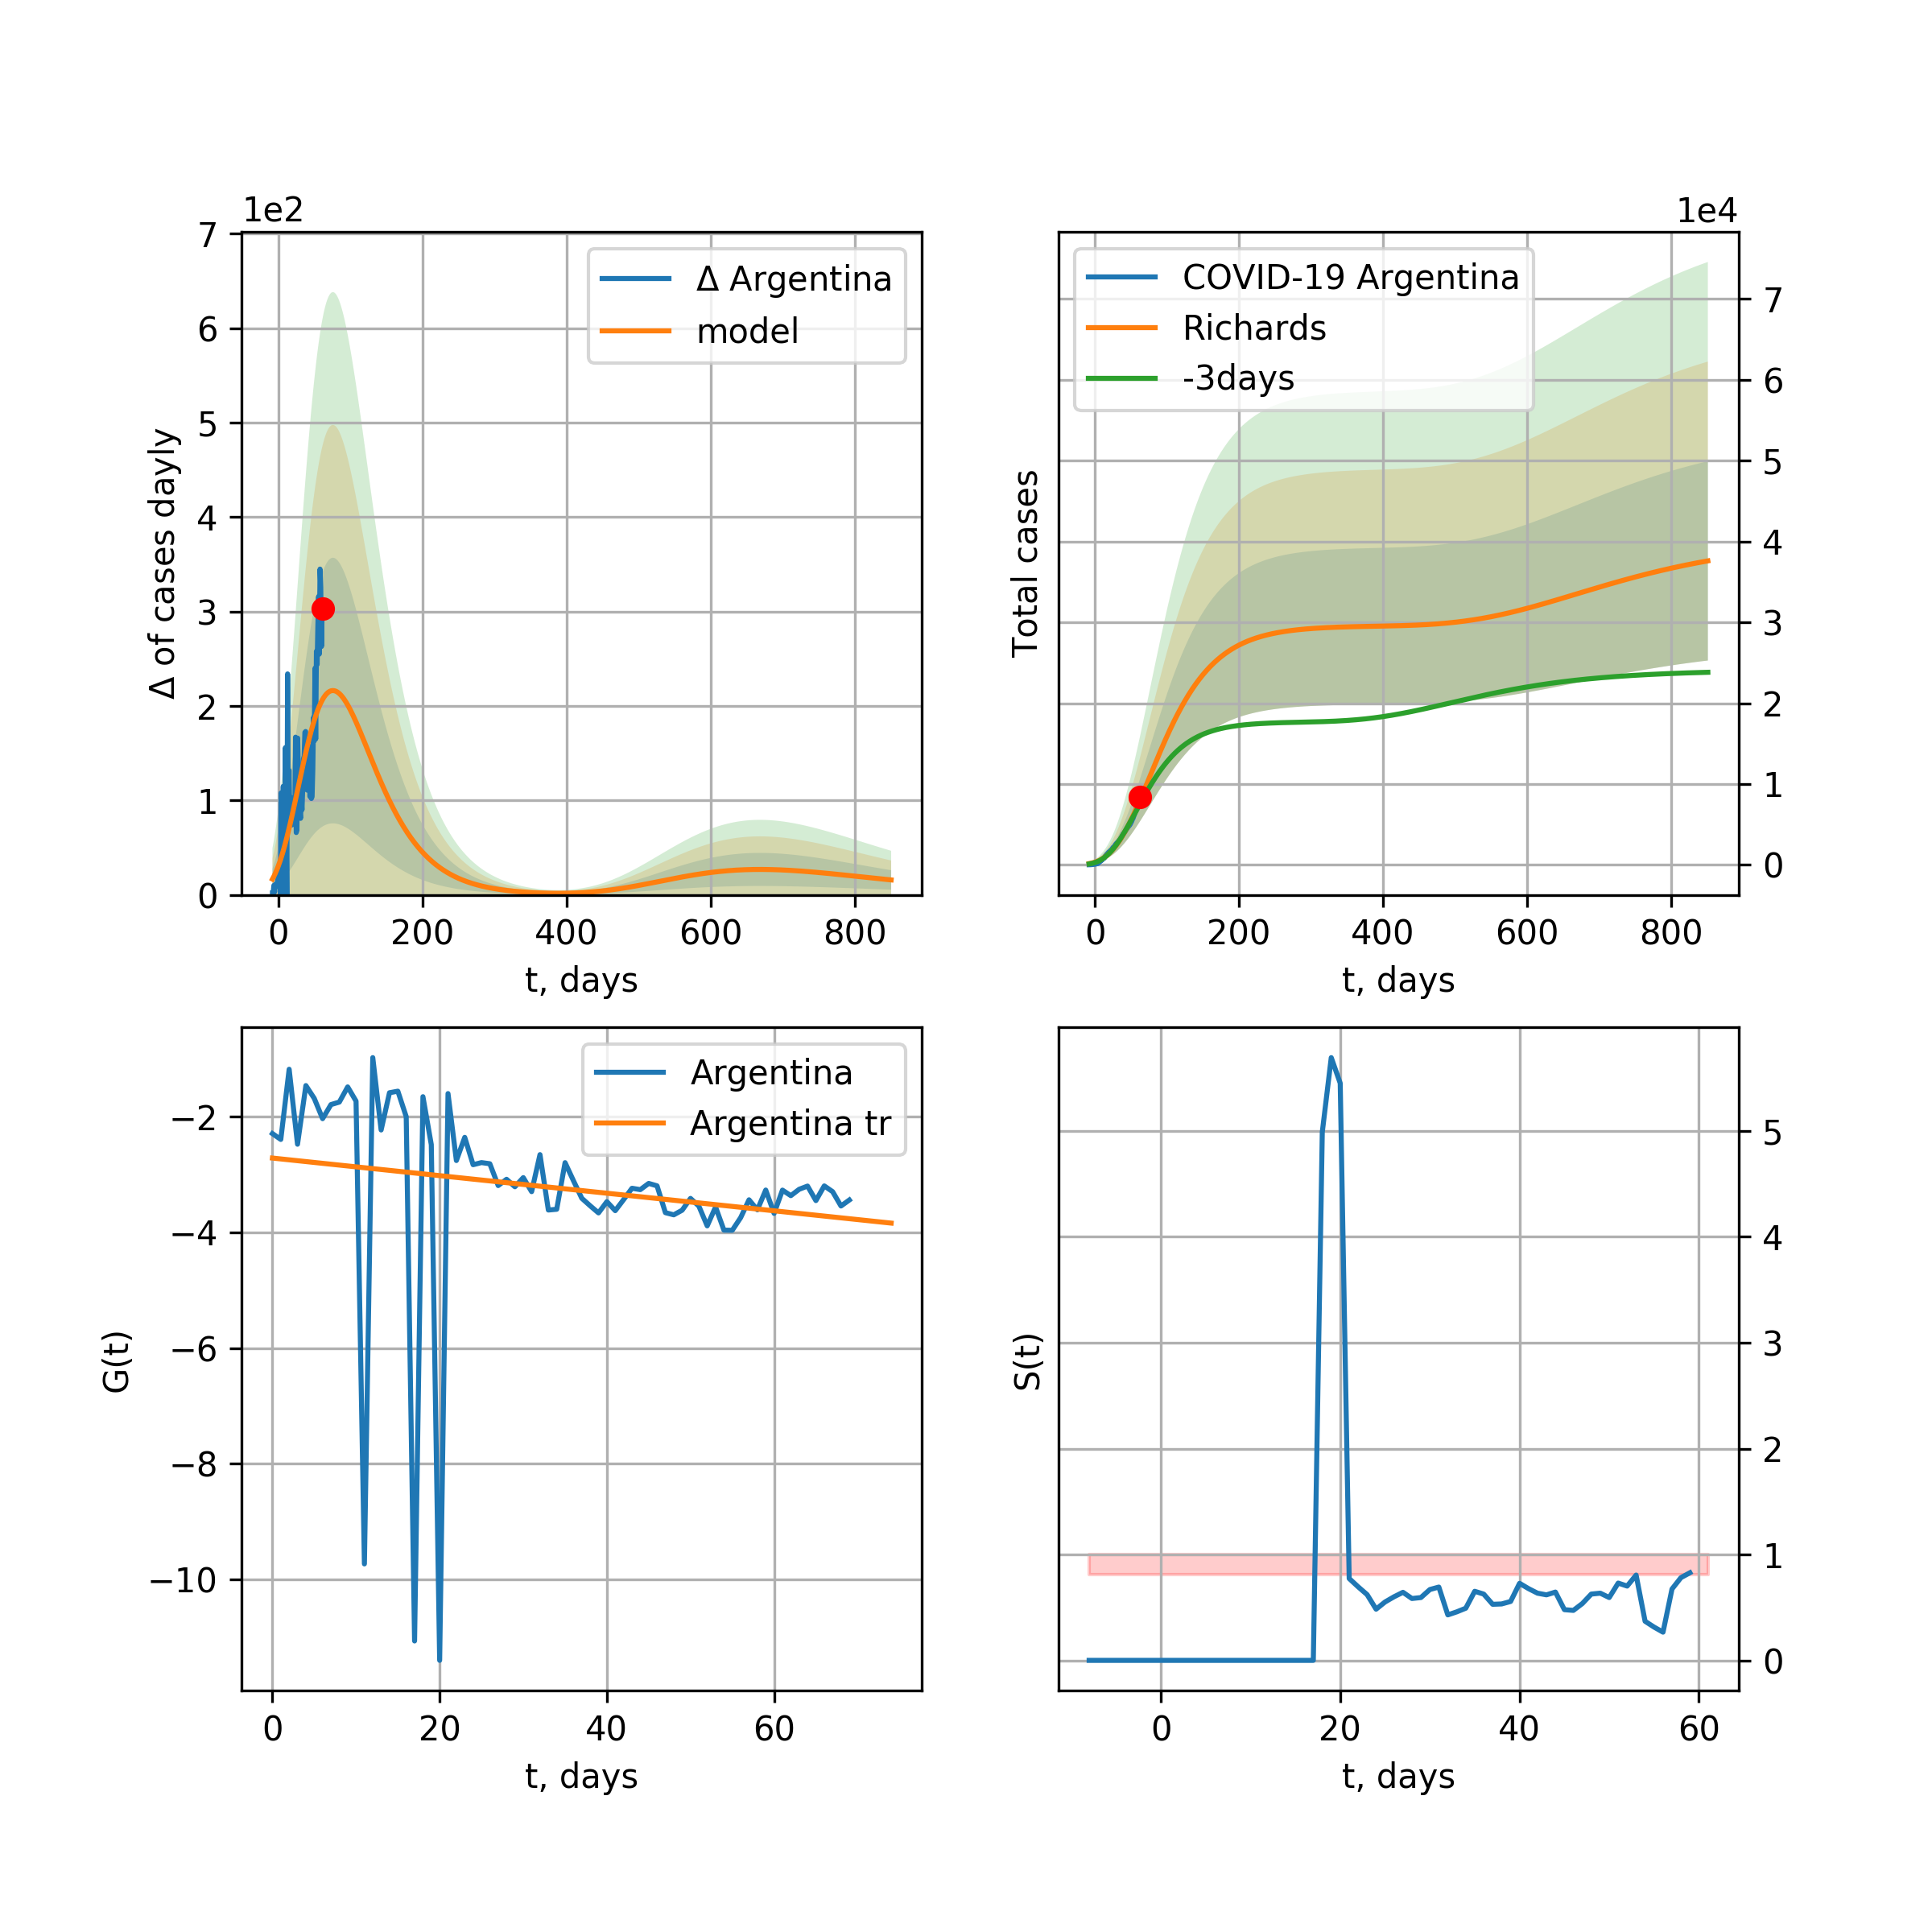 1e2
7
6
5
4
3
2
1
0
Δ of cases dayly
Δ Argentina
model
0 200 400 600 800
t, days
1e4
COVID-19 Argentina
Richards
-3days
Total cases
7
6
5
4
3
2
1
0
0 200 400 600 800
t, days
Argentina
Argentina tr
G(t)
−2
−4
−6
−8
−10
0 20 40 60
t, days
S(t)
5
4
3
2
1
0
0 20 40 60
t, days